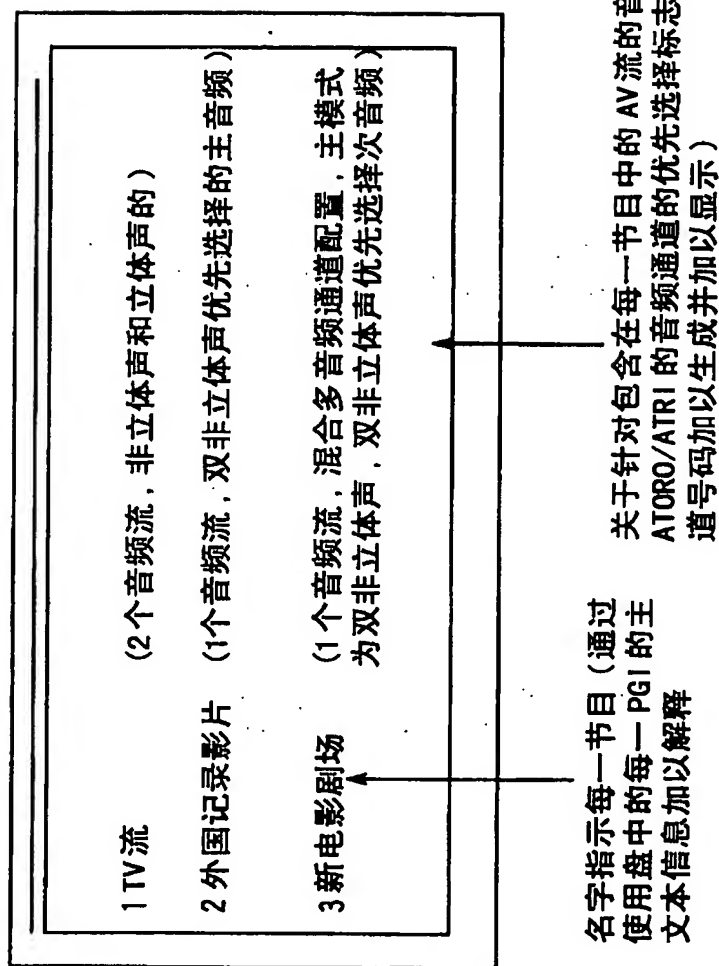 1 TV流 (2个音频流, 非立体声和立体声的)
2 外国记录影片 (1个音频流, 双非立体声优先选择的主音频)
3 新电影剧场 (1个音频流, 混合多音频通道配置, 主模式
为双非立体声, 双非立体声优先选择次音频)
名字指示每一节目 (通过
使用盘中的每一PGI的主
文本信息加以解释
关于针对包含在每一节目中的AV流的音
ATORO/ATRI的音频通道的优先选择标志
道号码加以生成并加以显示)